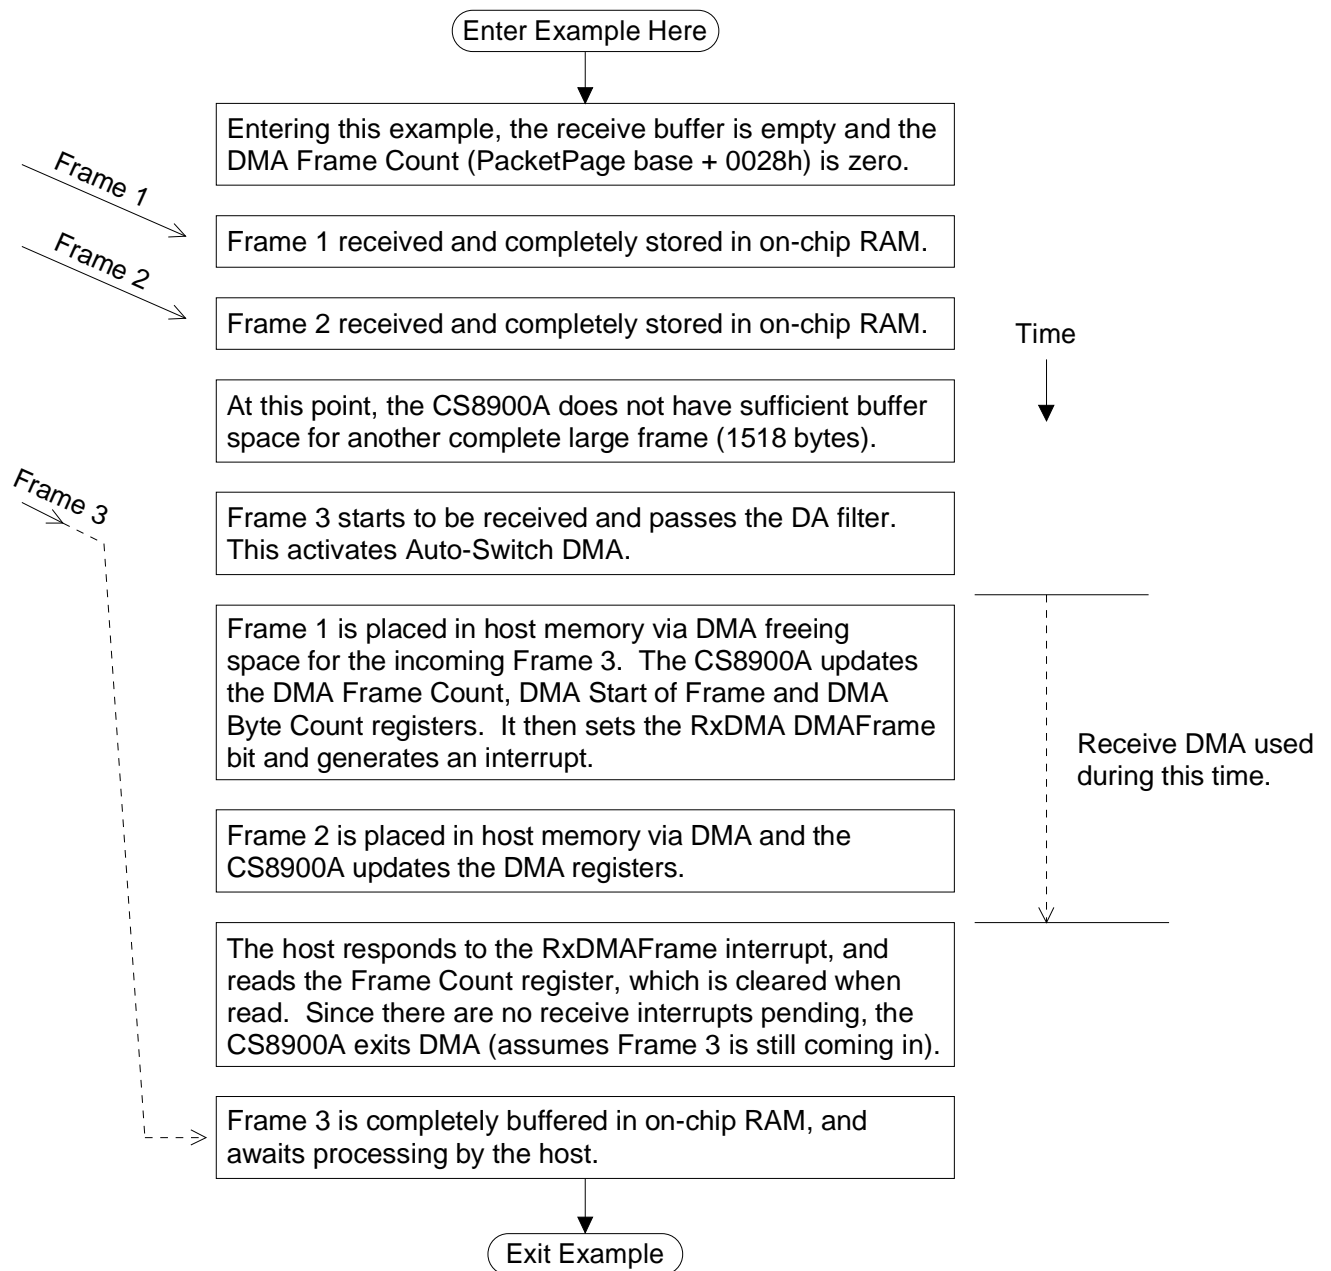 Enter Example Here
Entering this example, the receive buffer is empty and the
DMA Frame Count (PacketPage base + 0028h) is zero.
Frame 1
Frame 1 received and completely stored in on-chip RAM.
Frame 2
Frame 2 received and completely stored in on-chip RAM.
Time
At this point, the CS8900A does not have sufficient buffer
space for another complete large frame (1518 bytes).
Frame 3
Frame 3 starts to be received and passes the DA filter.
This activates Auto-Switch DMA.
Frame 1 is placed in host memory via DMA freeing
space for the incoming Frame 3. The CS8900A updates
the DMA Frame Count, DMA Start of Frame and DMA
Byte Count registers. It then sets the RxDMA DMAFrame
bit and generates an interrupt.
Receive DMA used
during this time.
Frame 2 is placed in host memory via DMA and the
CS8900A updates the DMA registers.
The host responds to the RxDMAFrame interrupt, and
reads the Frame Count register, which is cleared when
read. Since there are no receive interrupts pending, the
CS8900A exits DMA (assumes Frame 3 is still coming in).
Frame 3 is completely buffered in on-chip RAM, and
awaits processing by the host.
Exit Example